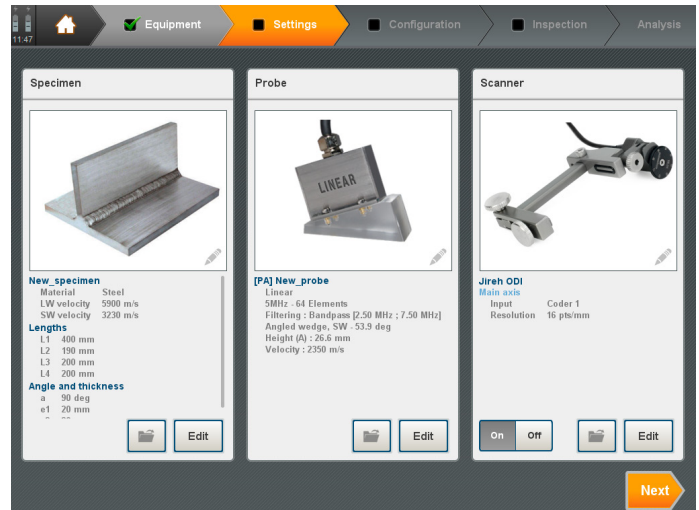 11:47
Equipment
Settings
Configuration
Inspection
Analysis
Specimen
New_specimen
Material Steel
LW velocity 5900 m/s
SW velocity 3230 m/s
Lengths
L1 400 mm
L2 190 mm
L3 200 mm
L4 200 mm
Angle and thickness
a 90 deg
e1 20 mm
Edit
Probe
LINEAR
[PA] New_probe
Linear
5MHz - 64 Elements
Filtering : Bandpass [2.50 MHz ; 7.50 MHz]
Angled wedge, SW - 53.9 deg
Height (A) : 26.6 mm
Velocity : 2350 m/s
Edit
Scanner
Jireh ODI
Main axis
Input Coder 1
Resolution 16 pts/mm
On Off
Edit
Next